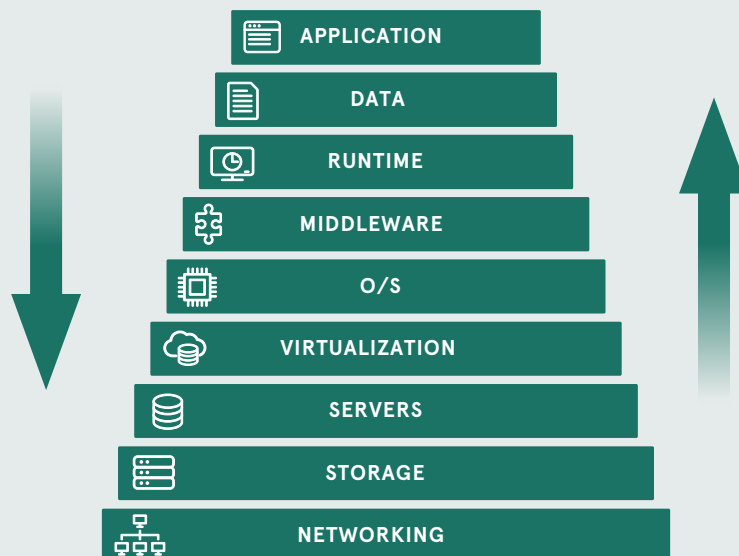 APPLICATION
DATA
RUNTIME
MIDDLEWARE
O/S
VIRTUALIZATION
SERVERS
STORAGE
NETWORKING